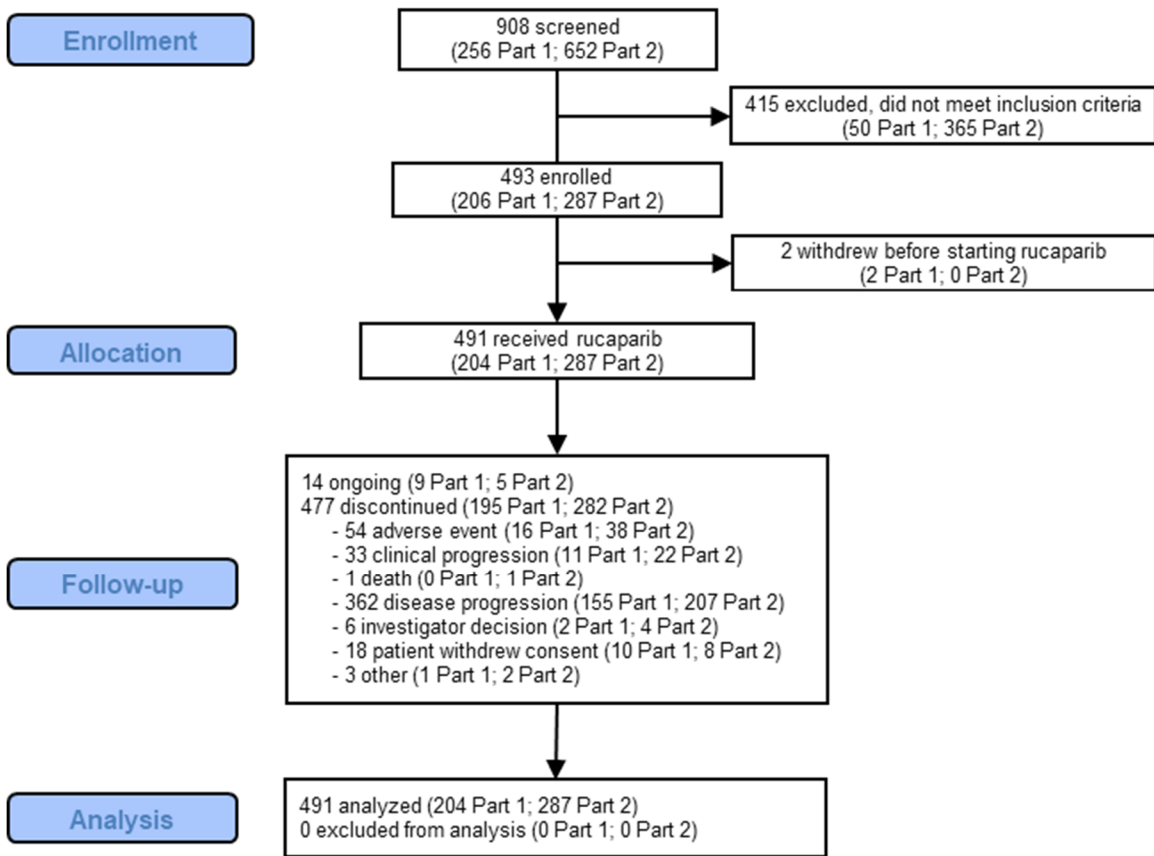 Enrollment
908 screened
(256 Part 1; 652 Part 2)
415 excluded, did not meet inclusion criteria
(50 Part 1; 365 Part 2)
493 enrolled
(206 Part 1; 287 Part 2)
2 withdrew before starting rucaparib
(2 Part 1; 0 Part 2)
Allocation
491 received rucaparib
(204 Part 1; 287 Part 2)
Follow-up
14 ongoing (9 Part 1; 5 Part 2)
477 discontinued (195 Part 1; 282 Part 2)
- 54 adverse event (16 Part 1; 38 Part 2)
- 33 clinical progression (11 Part 1; 22 Part 2)
- 1 death (0 Part 1; 1 Part 2)
- 362 disease progression (155 Part 1; 207 Part 2)
- 6 investigator decision (2 Part 1; 4 Part 2)
- 18 patient withdrew consent (10 Part 1; 8 Part 2)
- 3 other (1 Part 1; 2 Part 2)
Analysis
491 analyzed (204 Part 1; 287 Part 2)
0 excluded from analysis (0 Part 1; 0 Part 2)